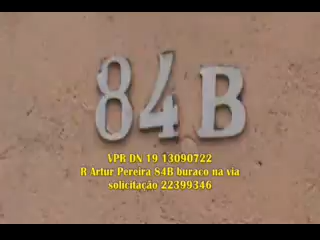 84B
VPR DN 19 13090722
R Artur Pereira 84B buraco na via
solicitação 22399346